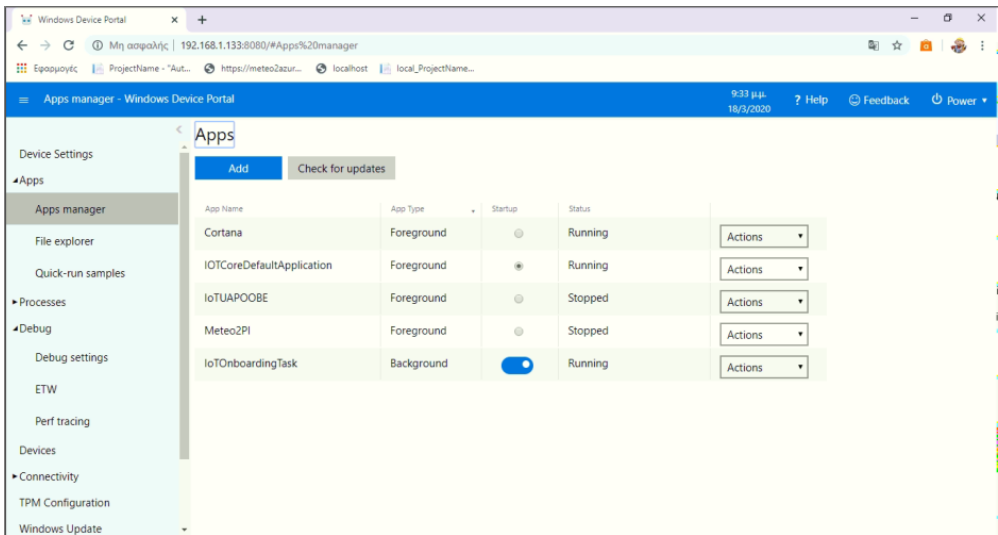 Windows Device Portal
Μη ασφαλής | 192.168.1.133:8080/#Apps%20manager
Εφαρμογές ProjectName - "Aut... https://meteo2azur... localhost local_ProjectName...
Apps manager - Windows Device Portal
9:33 μ.μ.
18/3/2020
? Help Feedback Power
Apps
Device Settings
Add Check for updates
Apps
Apps manager
File explorer
Quick-run samples
Processes
Debug
Debug settings
ETW
Perf tracing
Devices
Connectivity
TPM Configuration
Windows Update
App Name App Type Startup Status
Cortana Foreground Running Actions
IOTCoreDefaultApplication Foreground Running Actions
IoTUAPOOBE Foreground Stopped Actions
Meteo2PI Foreground Stopped Actions
IoTOnboardingTask Background Running Actions